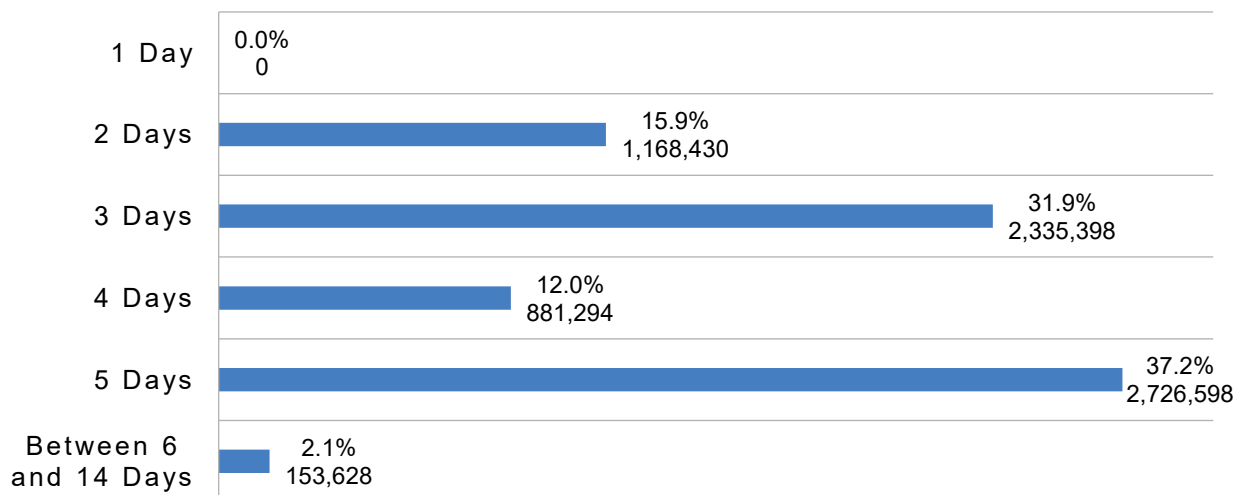 1 Day
0.0%
0
2 Days
15.9%
1,168,430
3 Days
31.9%
2,335,398
4 Days
12.0%
881,294
5 Days
37.2%
2,726,598
Between 6
and 14 Days
2.1%
153,628